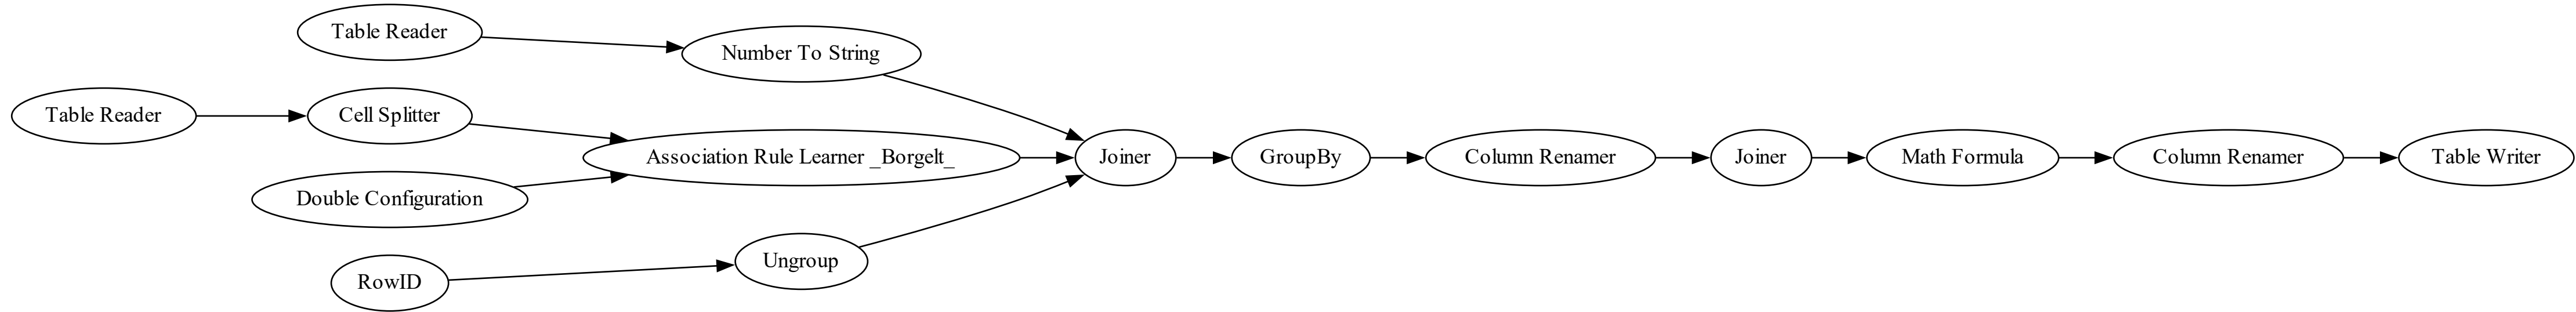 Table Reader
Number To String
Table Reader
Cell Splitter
Association Rule Learner _Borgelt_
Joiner
GroupBy
Column Renamer
Joiner
Math Formula
Column Renamer
Table Writer
Double Configuration
Ungroup
RowID